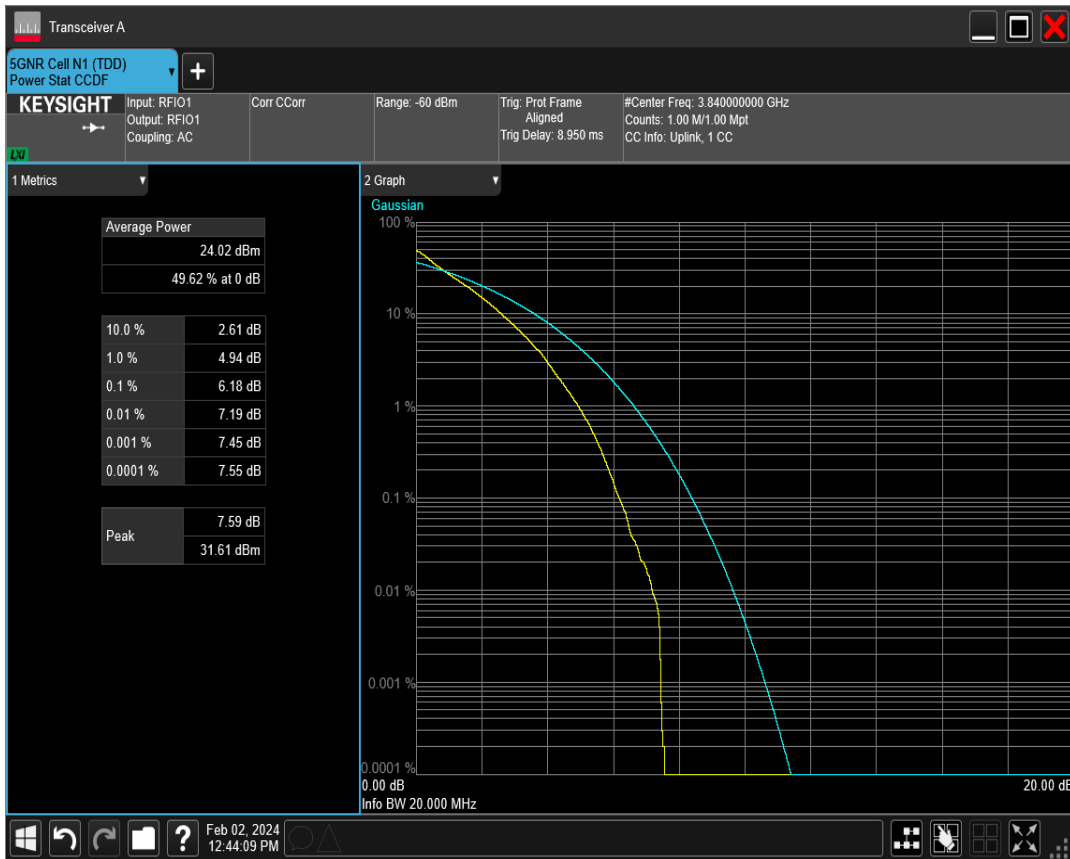 Transceiver A
5GNR Cell N1 (TDD)
Power Stat CCDF
KEYSIGHT
LXI
Input: RFIO1
Output: RFIO1
Coupling: AC
Corr CCorr
Range: -60 dBm
Trig: Prot Frame
Aligned
Trig Delay: 8.950 ms
#Center Freq: 3.840000000 GHz
Counts: 1.00 M/1.00 Mpt
CC Info: Uplink, 1 CC
1 Metrics
Average Power
24.02 dBm
49.62 % at 0 dB
10.0 % 2.61 dB
1.0 % 4.94 dB
0.1 % 6.18 dB
0.01 % 7.19 dB
0.001 % 7.45 dB
0.0001 % 7.55 dB
Peak 7.59 dB
31.61 dBm
2 Graph
Gaussian
100 %
10 %
1 %
0.1 %
0.01 %
0.001 %
0.0001 %
0.00 dB 20.00 dB
Info BW 20.000 MHz
Feb 02, 2024
12:44:09 PM